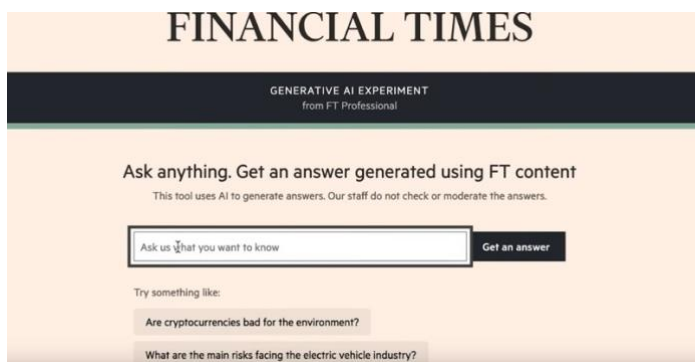 FINANCIAL TIMES
GENERATIVE AI EXPERIMENT
from FT Professional
Ask anything. Get an answer generated using FT content
This tool uses AI to generate answers. Our staff do not check or moderate the answers.
Ask us what you want to know
Get an answer
Try something like:
Are cryptocurrencies bad for the environment?
What are the main risks facing the electric vehicle industry?